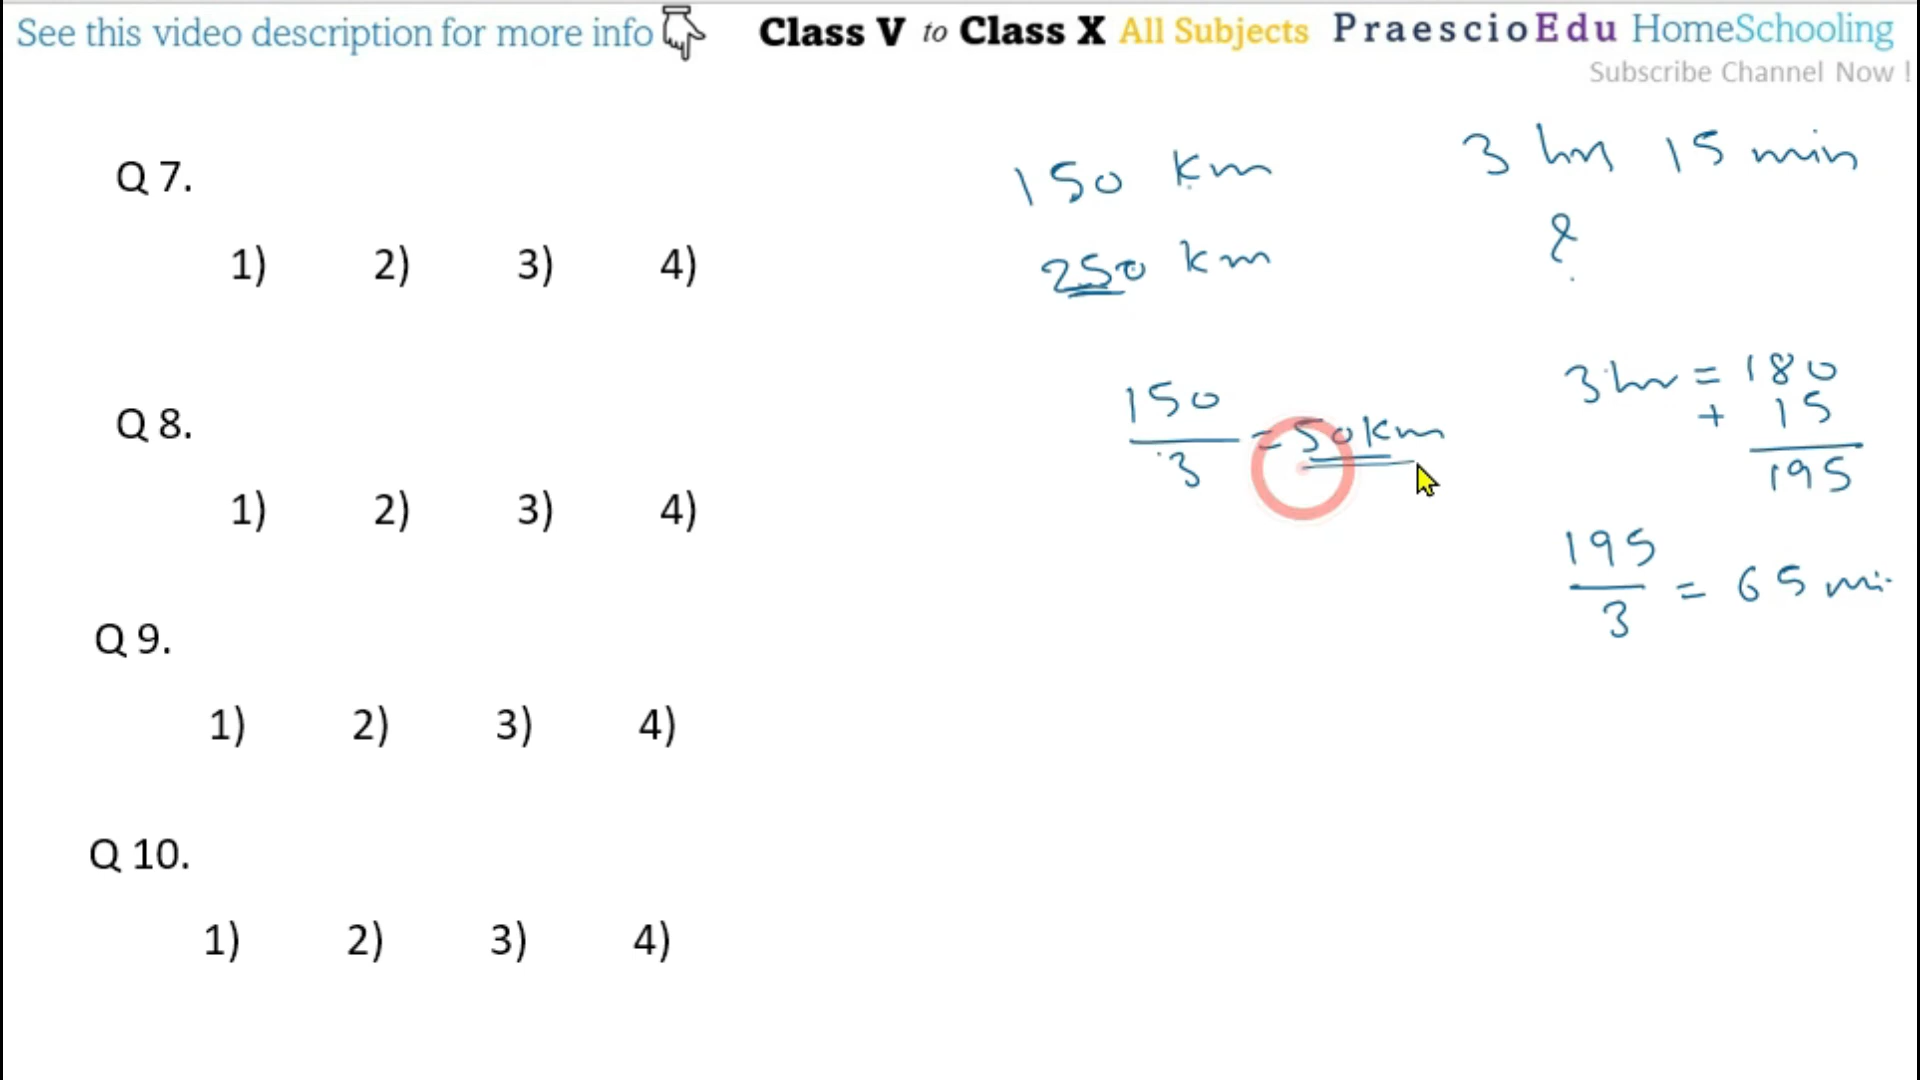 See this video description for more info Class V to Class X All Subjects PraescioEdu HomeSchooling
Subscribe Channel Now !
Q 7.
1) 2) 3) 4)
Q 8.
1) 2) 3) 4)
Q 9.
1) 2) 3) 4)
Q 10.
1) 2) 3) 4)
150 km 3 hr 15 min
250 km ?
150
3
= 50km
3 hr = 180
+ 15
195
195
3
= 65 mi